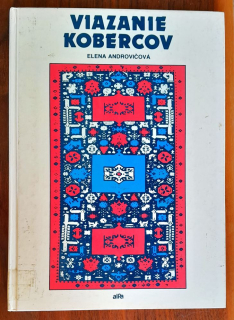 VIAZANIE
KOBERCOV
ELENA ANDROVIČOVÁ
alfa